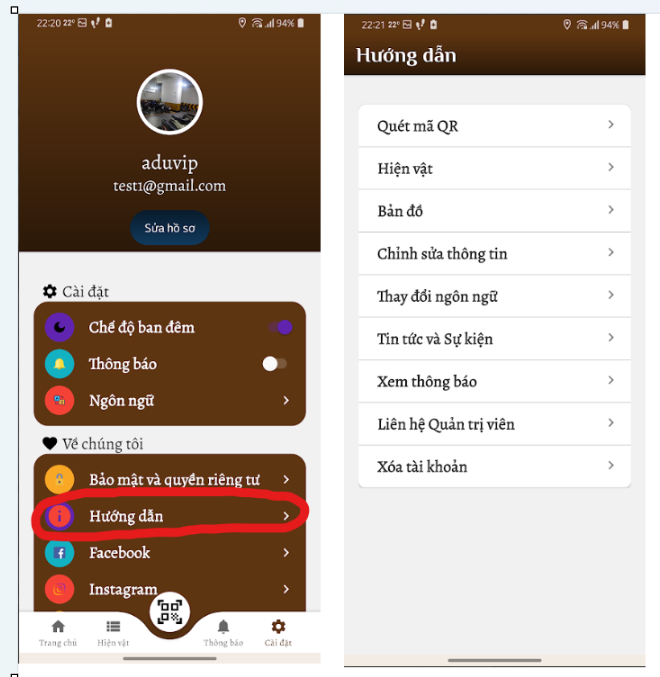 22:20 22°
94%
aduvip
test1@gmail.com
Sửa hồ sơ
Cài đặt
Chế độ ban đêm
Thông báo
Ngôn ngữ
Về chúng tôi
Bảo mật và quyền riêng tư
Hướng dẫn
Facebook
Instagram
Trang chủ
Hiện vật
Thông báo
Cài đặt
22:21 22°
94%
Hướng dẫn
Quét mã QR
Hiện vật
Bản đồ
Chỉnh sửa thông tin
Thay đổi ngôn ngữ
Tin tức và Sự kiện
Xem thông báo
Liên hệ Quản trị viên
Xóa tài khoản